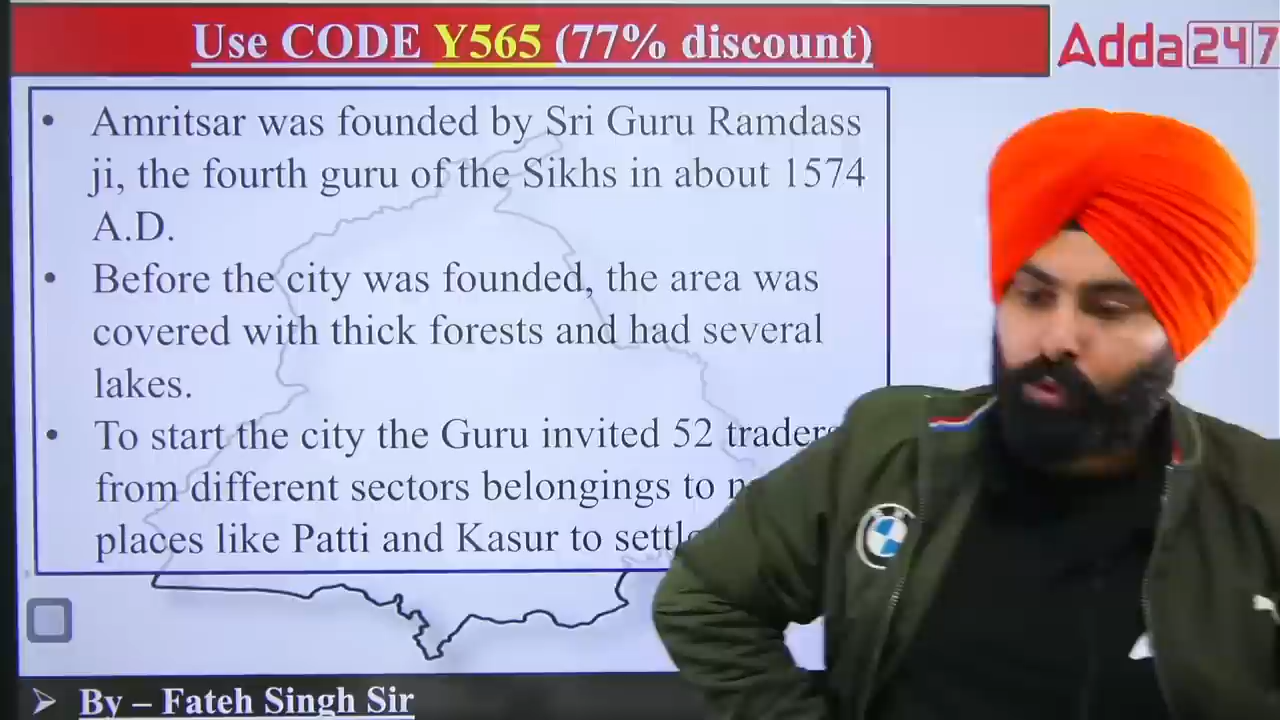 Use CODE Y565 (77% discount)
Adda247
• Amritsar was founded by Sri Guru Ramdass
ji, the fourth guru of the Sikhs in about 1574
A.D.
• Before the city was founded, the area was
covered with thick forests and had several
lakes.
• To start the city the Guru invited 52 traders
from different sectors belongings to
places like Patti and Kasur to settle
➢ By – Fateh Singh Sir